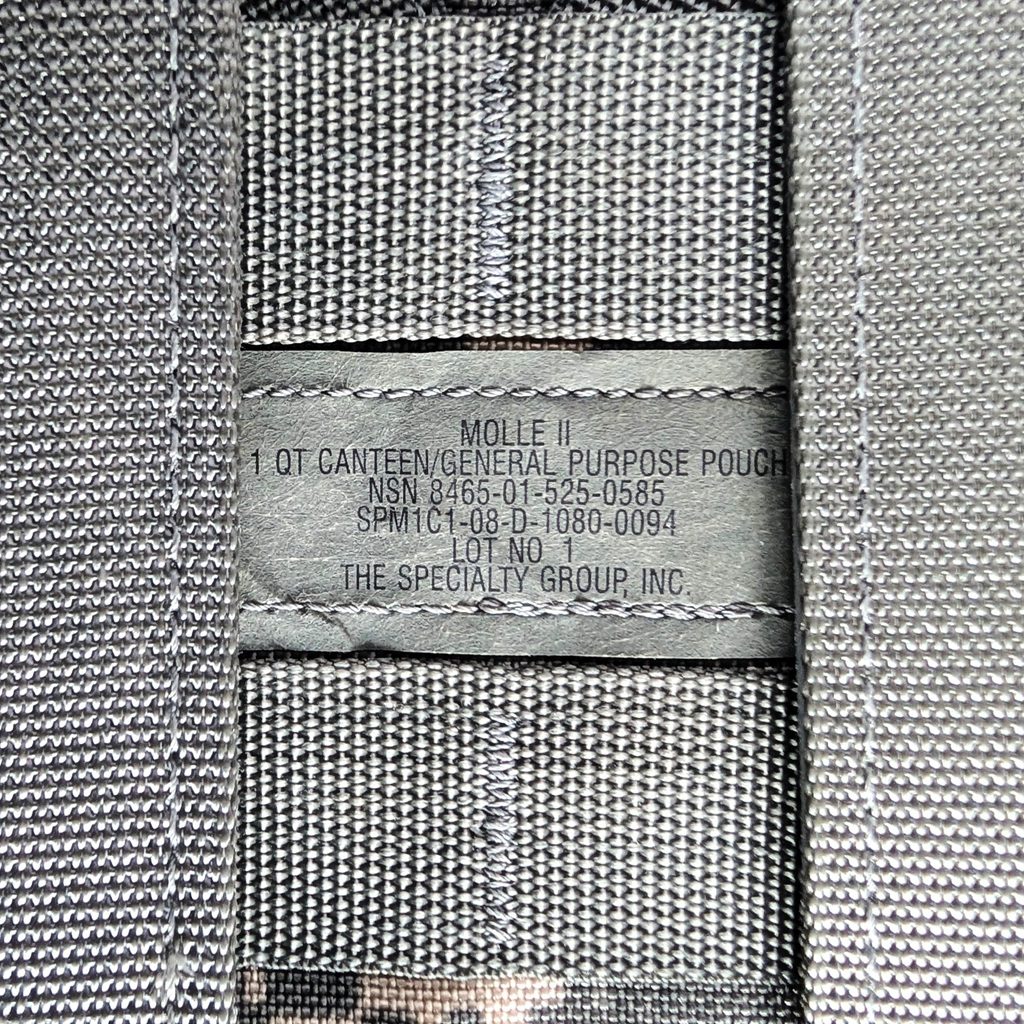 MOLLE II
1 QT CANTEEN/GENERAL PURPOSE POUCH
NSN 8465-01-525-0585
SPM1C1-08-D-1080-0094
LOT NO 1
THE SPECIALTY GROUP, INC.